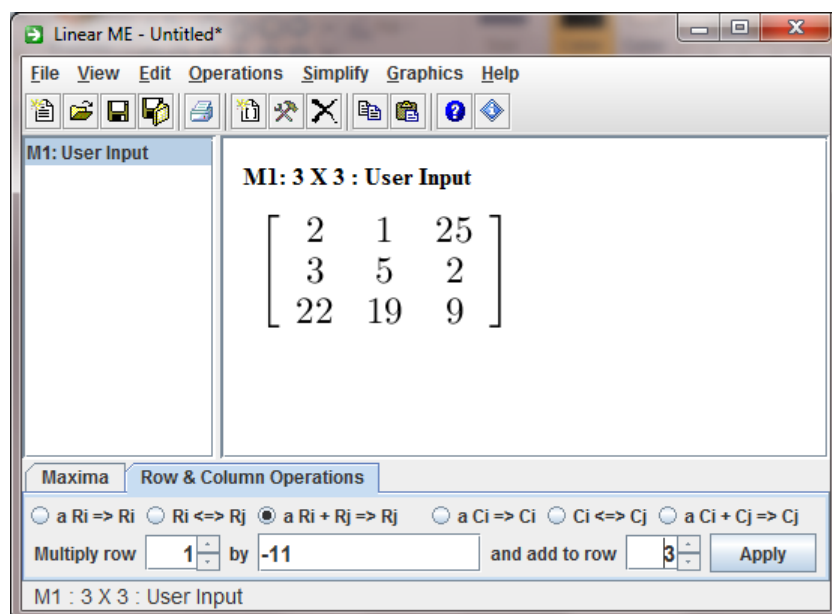 Linear ME - Untitled*
File View Edit Operations Simplify Graphics Help
M1: User Input
M1: 3 X 3 : User Input
2 1 25
3 5 2
22 19 9
Maxima Row & Column Operations
a Ri => Ri Ri <=> Rj a Ri + Rj => Rj a Ci => Ci Ci <=> Cj a Ci + Cj => Cj
Multiply row 1 by -11 and add to row 3 Apply
M1 : 3 X 3 : User Input